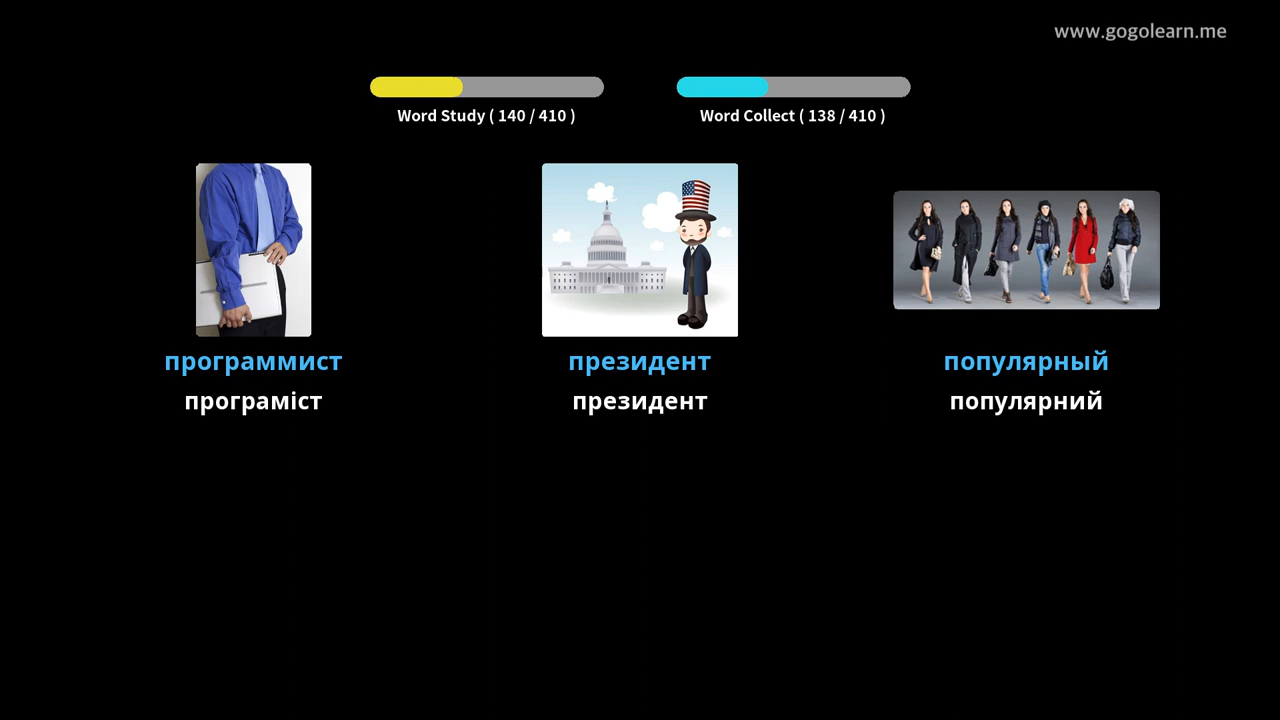 www.gogolearn.me
Word Study ( 140 / 410 )
Word Collect ( 138 / 410 )
программист
президент
популярный
програміст
президент
популярний